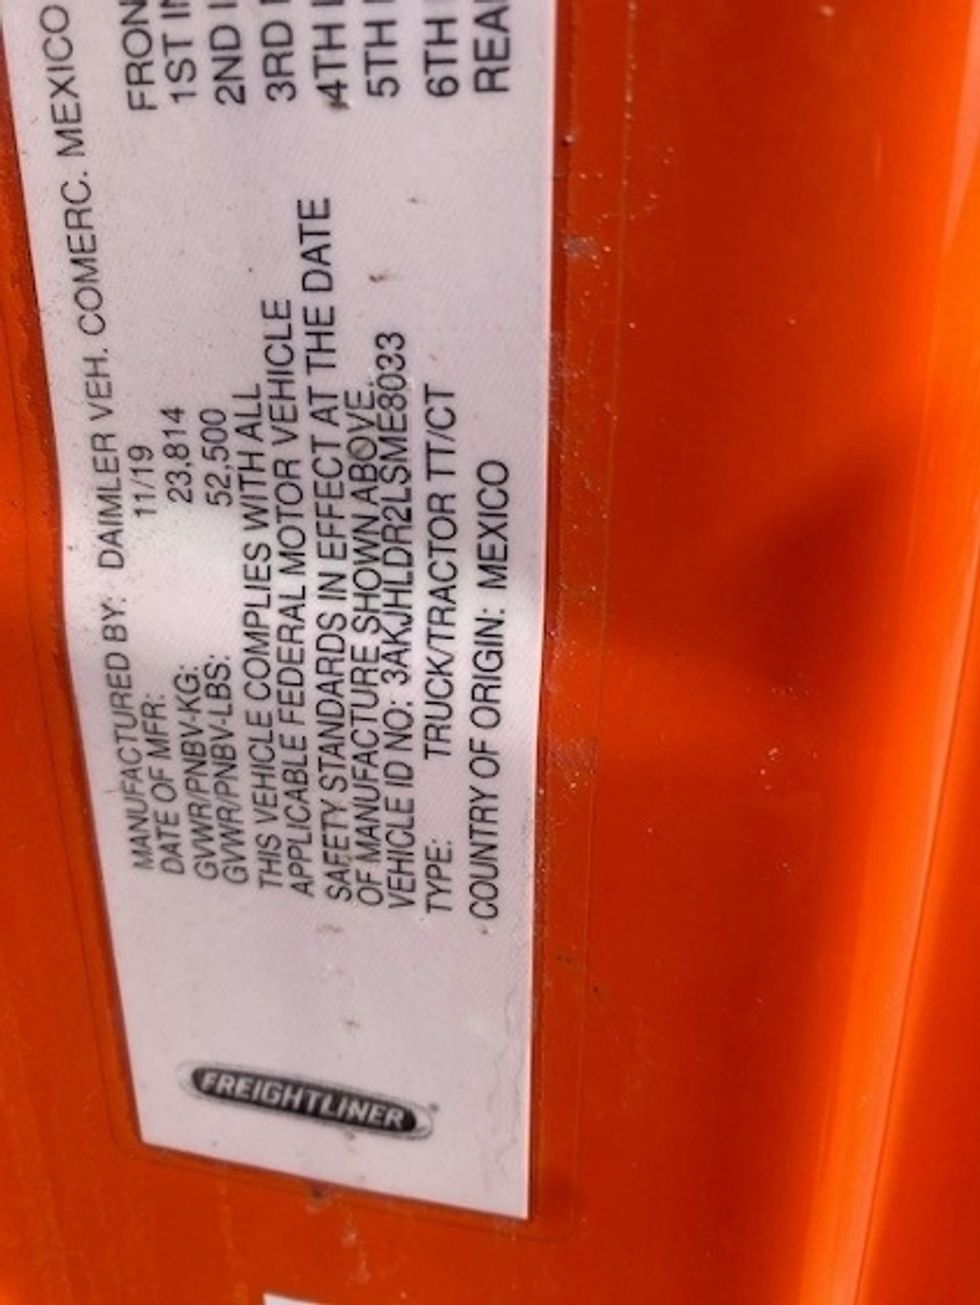 FREIGHTLINER
MANUFACTURED BY: DAIMLER VEH. COMERC. MEXICO
DATE OF MFR: 11/19
GVWR/PNBV-KG: 23,814
GVWR/PNBV-LBS: 52,500
THIS VEHICLE COMPLIES WITH ALL
APPLICABLE FEDERAL MOTOR VEHICLE
SAFETY STANDARDS IN EFFECT AT THE DATE
OF MANUFACTURE SHOWN ABOVE.
VEHICLE ID NO: 3AKJHLDR2LSME8033
TYPE: TRUCK/TRACTOR TT/CT
COUNTRY OF ORIGIN: MEXICO
FRON
1ST IN
2ND I
3RD
4TH
5TH
6TH
REA